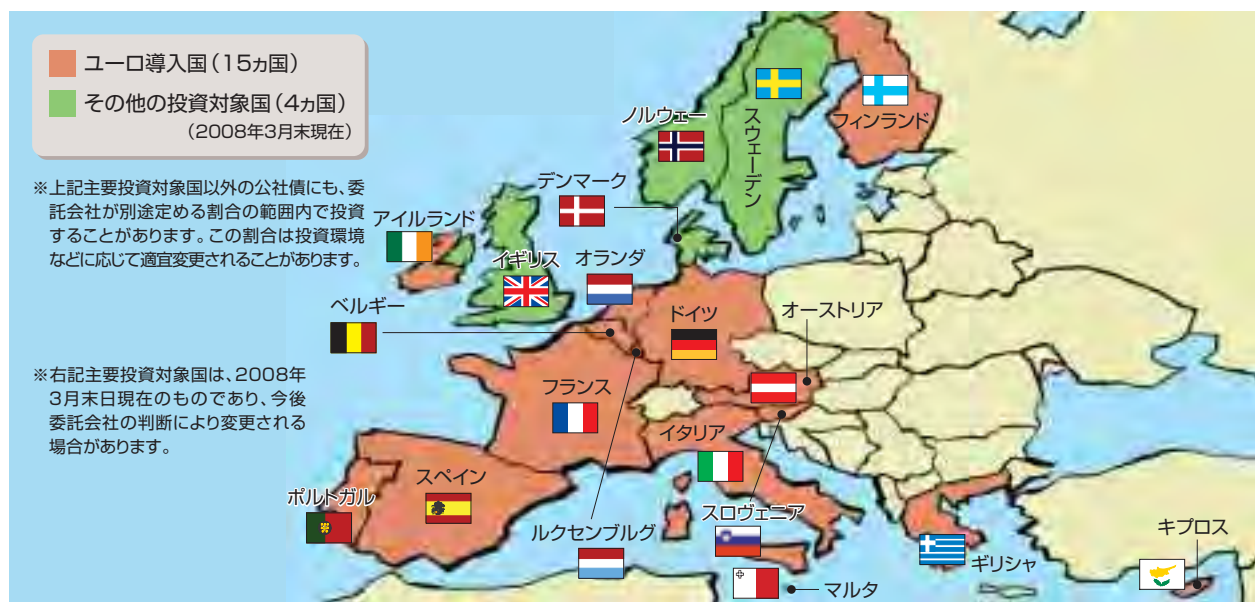 ユーロ導入国(15ヵ国)
その他の投資対象国(4ヵ国)
(2008年3月末現在)
※上記主要投資対象国以外の公社債にも、委
託会社が別途定める割合の範囲内で投資
することがあります。この割合は投資環境
などに応じて適宜変更されることがあります。
※右記主要投資対象国は、2008年
3月末日現在のものであり、今後
委託会社の判断により変更される
場合があります。
ノルウェー
スウェーデン
フィンランド
デンマーク
アイルランド
イギリス
オランダ
ベルギー
ドイツ
オーストリア
フランス
イタリア
スペイン
ポルトガル
ルクセンブルグ
スロヴェニア
マルタ
ギリシャ
キプロス